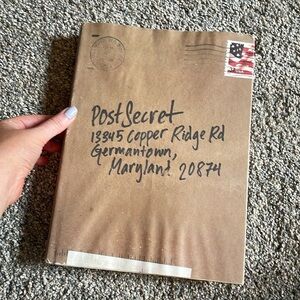 PostSecret
13345 Copper Ridge Rd
Germantown,
Maryland 20874